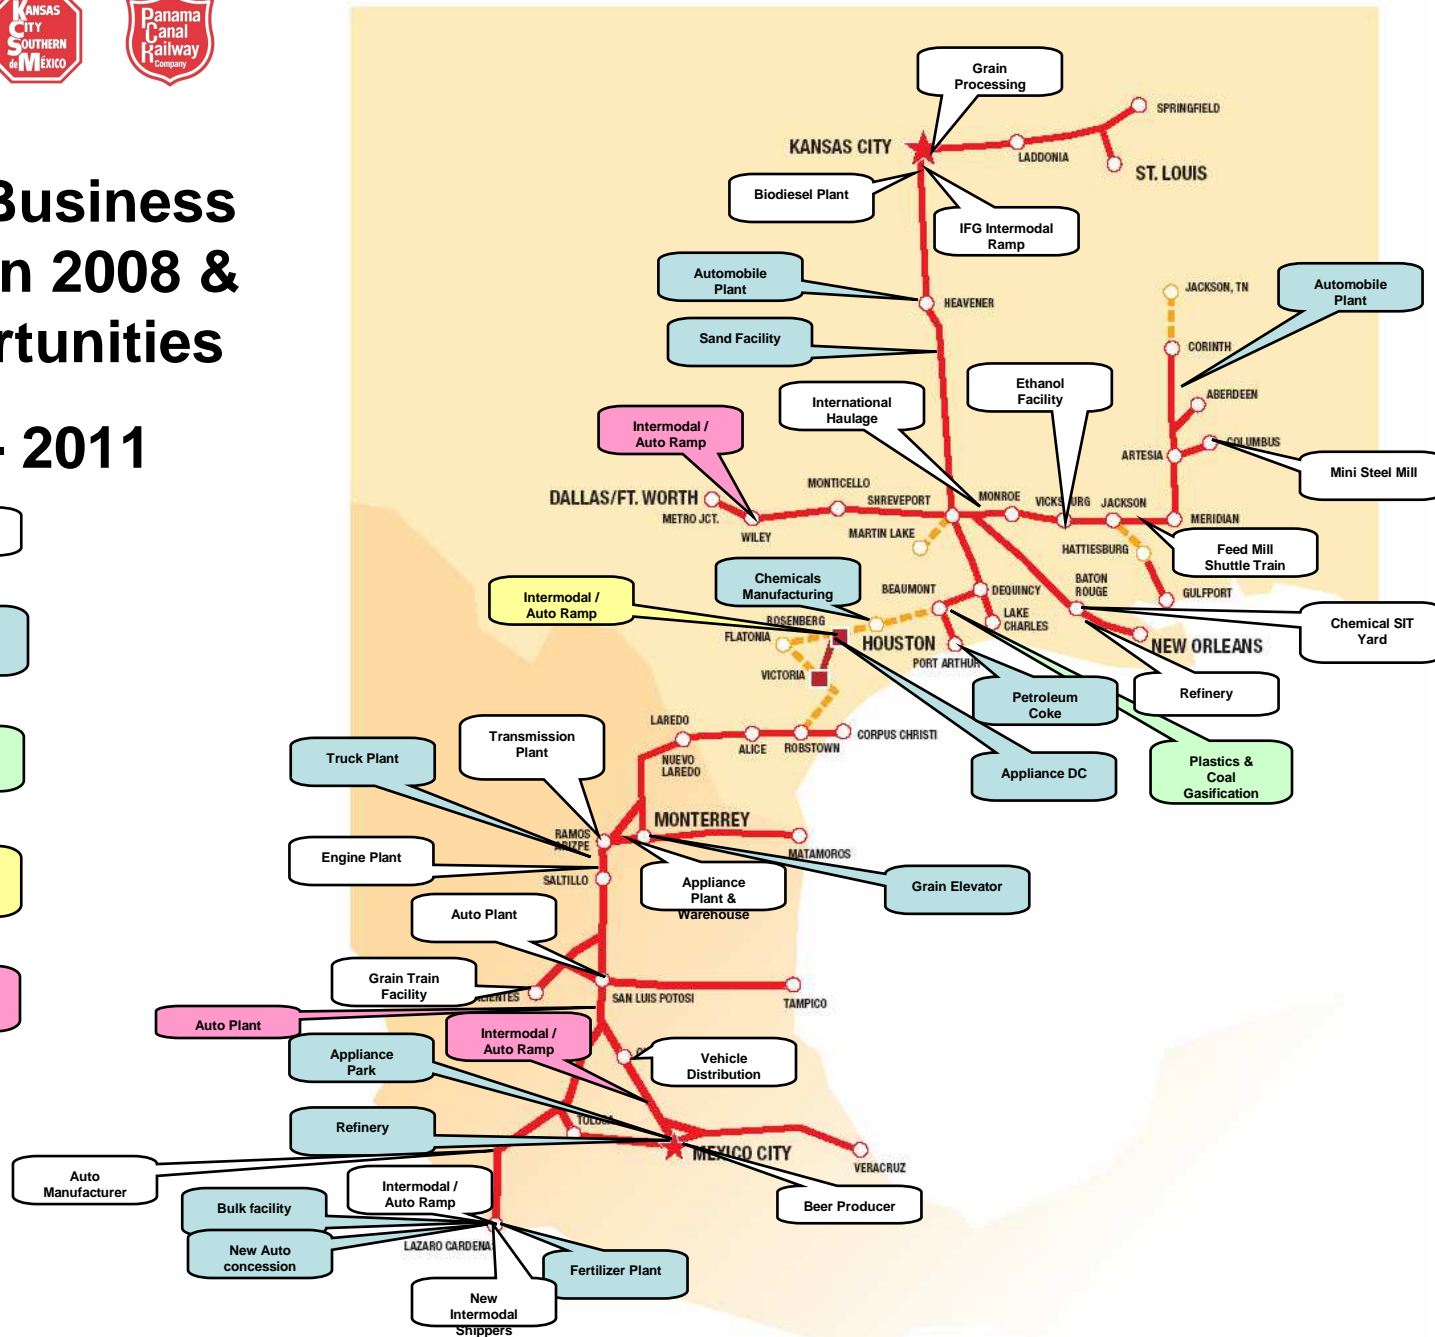 KANSAS
CITY
SOUTHERN
de MÉXICO
Panama
Canal
Railway
Company
Business
n 2008 &
rtunities
- 2011
Grain
Processing
SPRINGFIELD
KANSAS CITY
LADDONIA
ST. LOUIS
Biodiesel Plant
IFG Intermodal
Ramp
Automobile
Plant
HEAVENER
JACKSON, TN
Automobile
Plant
Sand Facility
CORINTH
Ethanol
Facility
International
Haulage
ABERDEEN
Intermodal /
Auto Ramp
COLUMBUS
ARTESIA
Mini Steel Mill
MONTICELLO
DALLAS/FT. WORTH
SHREVEPORT
MONROE
VICKSBURG
JACKSON
METRO JCT.
MERIDIAN
WILEY
MARTIN LAKE
HATTIESBURG
Feed Mill
Shuttle Train
Chemicals
Manufacturing
BEAUMONT
DEQUINCY
BATON
ROUGE
GULFPORT
Intermodal /
Auto Ramp
ROSENBERG
FLATONIA
HOUSTON
LAKE
CHARLES
Chemical SIT
Yard
NEW ORLEANS
PORT ARTHUR
VICTORIA
Petroleum
Coke
Refinery
LAREDO
Transmission
Plant
ALICE
ROBSTOWN
CORPUS CHRISTI
Truck Plant
NUEVO
LAREDO
Appliance DC
Plastics &
Coal
Gasification
MONTERREY
RAMOS
ARIZPE
MATAMOROS
Engine Plant
SALTILLO
Appliance
Plant &
Warehouse
Grain Elevator
Auto Plant
Grain Train
Facility
SAN LUIS POTOSI
TAMPICO
Auto Plant
Intermodal /
Auto Ramp
Appliance
Park
Vehicle
Distribution
Refinery
TOLUCA
MEXICO CITY
VERACRUZ
Auto
Manufacturer
Intermodal /
Auto Ramp
Beer Producer
Bulk facility
New Auto
concession
LAZARO CARDENA
Fertilizer Plant
New
Intermodal
Shippers